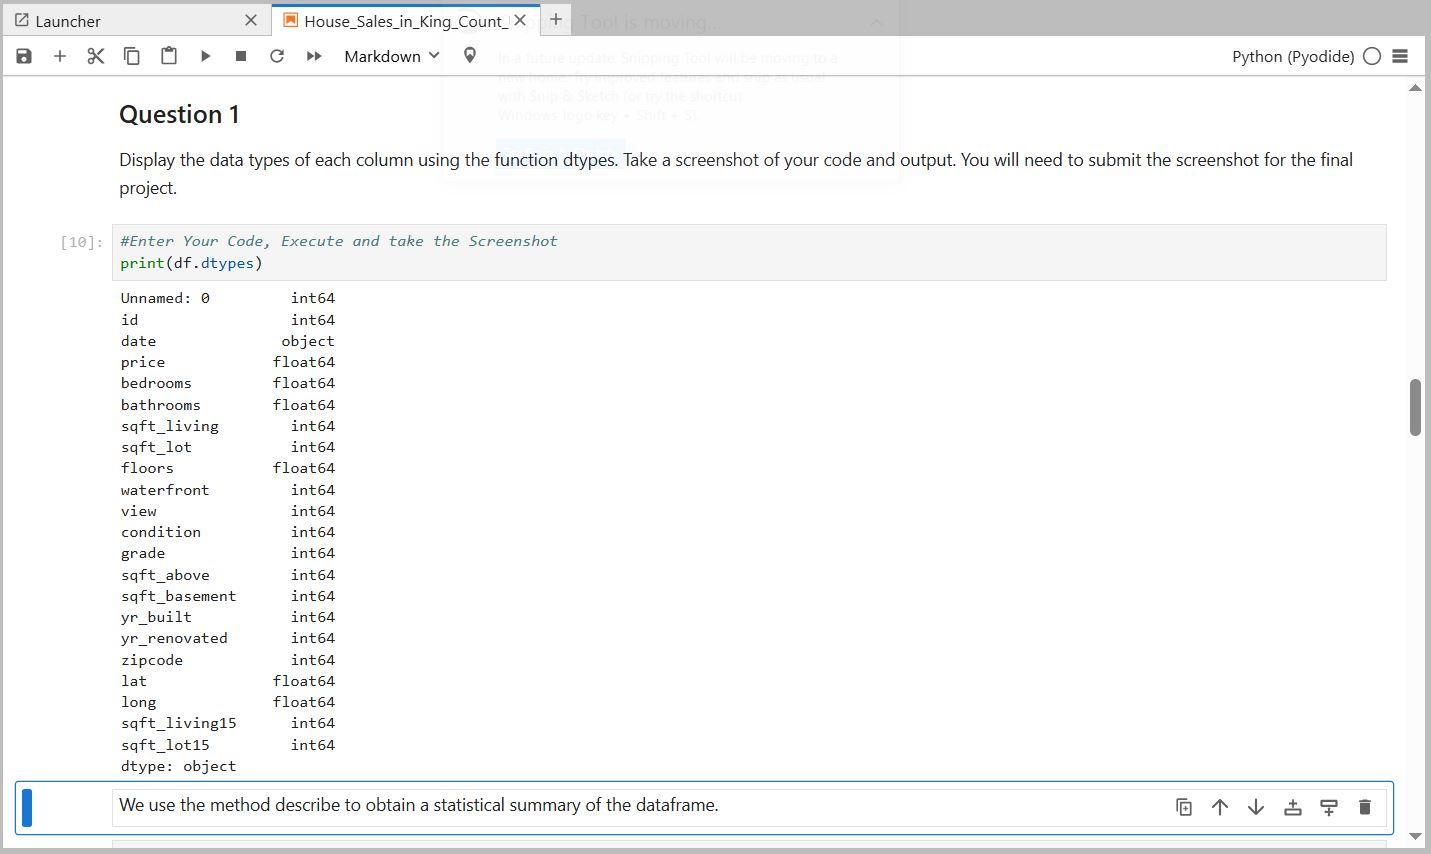 Launcher
House_Sales_in_King_Count_
Tool is moving...
Markdown
In a future update, Snipping Tool will be moving to a
Python (Pyodide)
new home. Try improved features and snip as usual
with Snip & Sketch (or try the shortcut
Windows logo key + Shift + S).
Question 1
Display the data types of each column using the function dtypes. Take a screenshot of your code and output. You will need to submit the screenshot for the final
project.
[10]:
#Enter Your Code, Execute and take the Screenshot
print(df.dtypes)
Unnamed: 0 int64
id int64
date object
price float64
bedrooms float64
bathrooms float64
sqft_living int64
sqft_lot int64
floors float64
waterfront int64
view int64
condition int64
grade int64
sqft_above int64
sqft_basement int64
yr_built int64
yr_renovated int64
zipcode int64
lat float64
long float64
sqft_living15 int64
sqft_lot15 int64
dtype: object
We use the method describe to obtain a statistical summary of the dataframe.